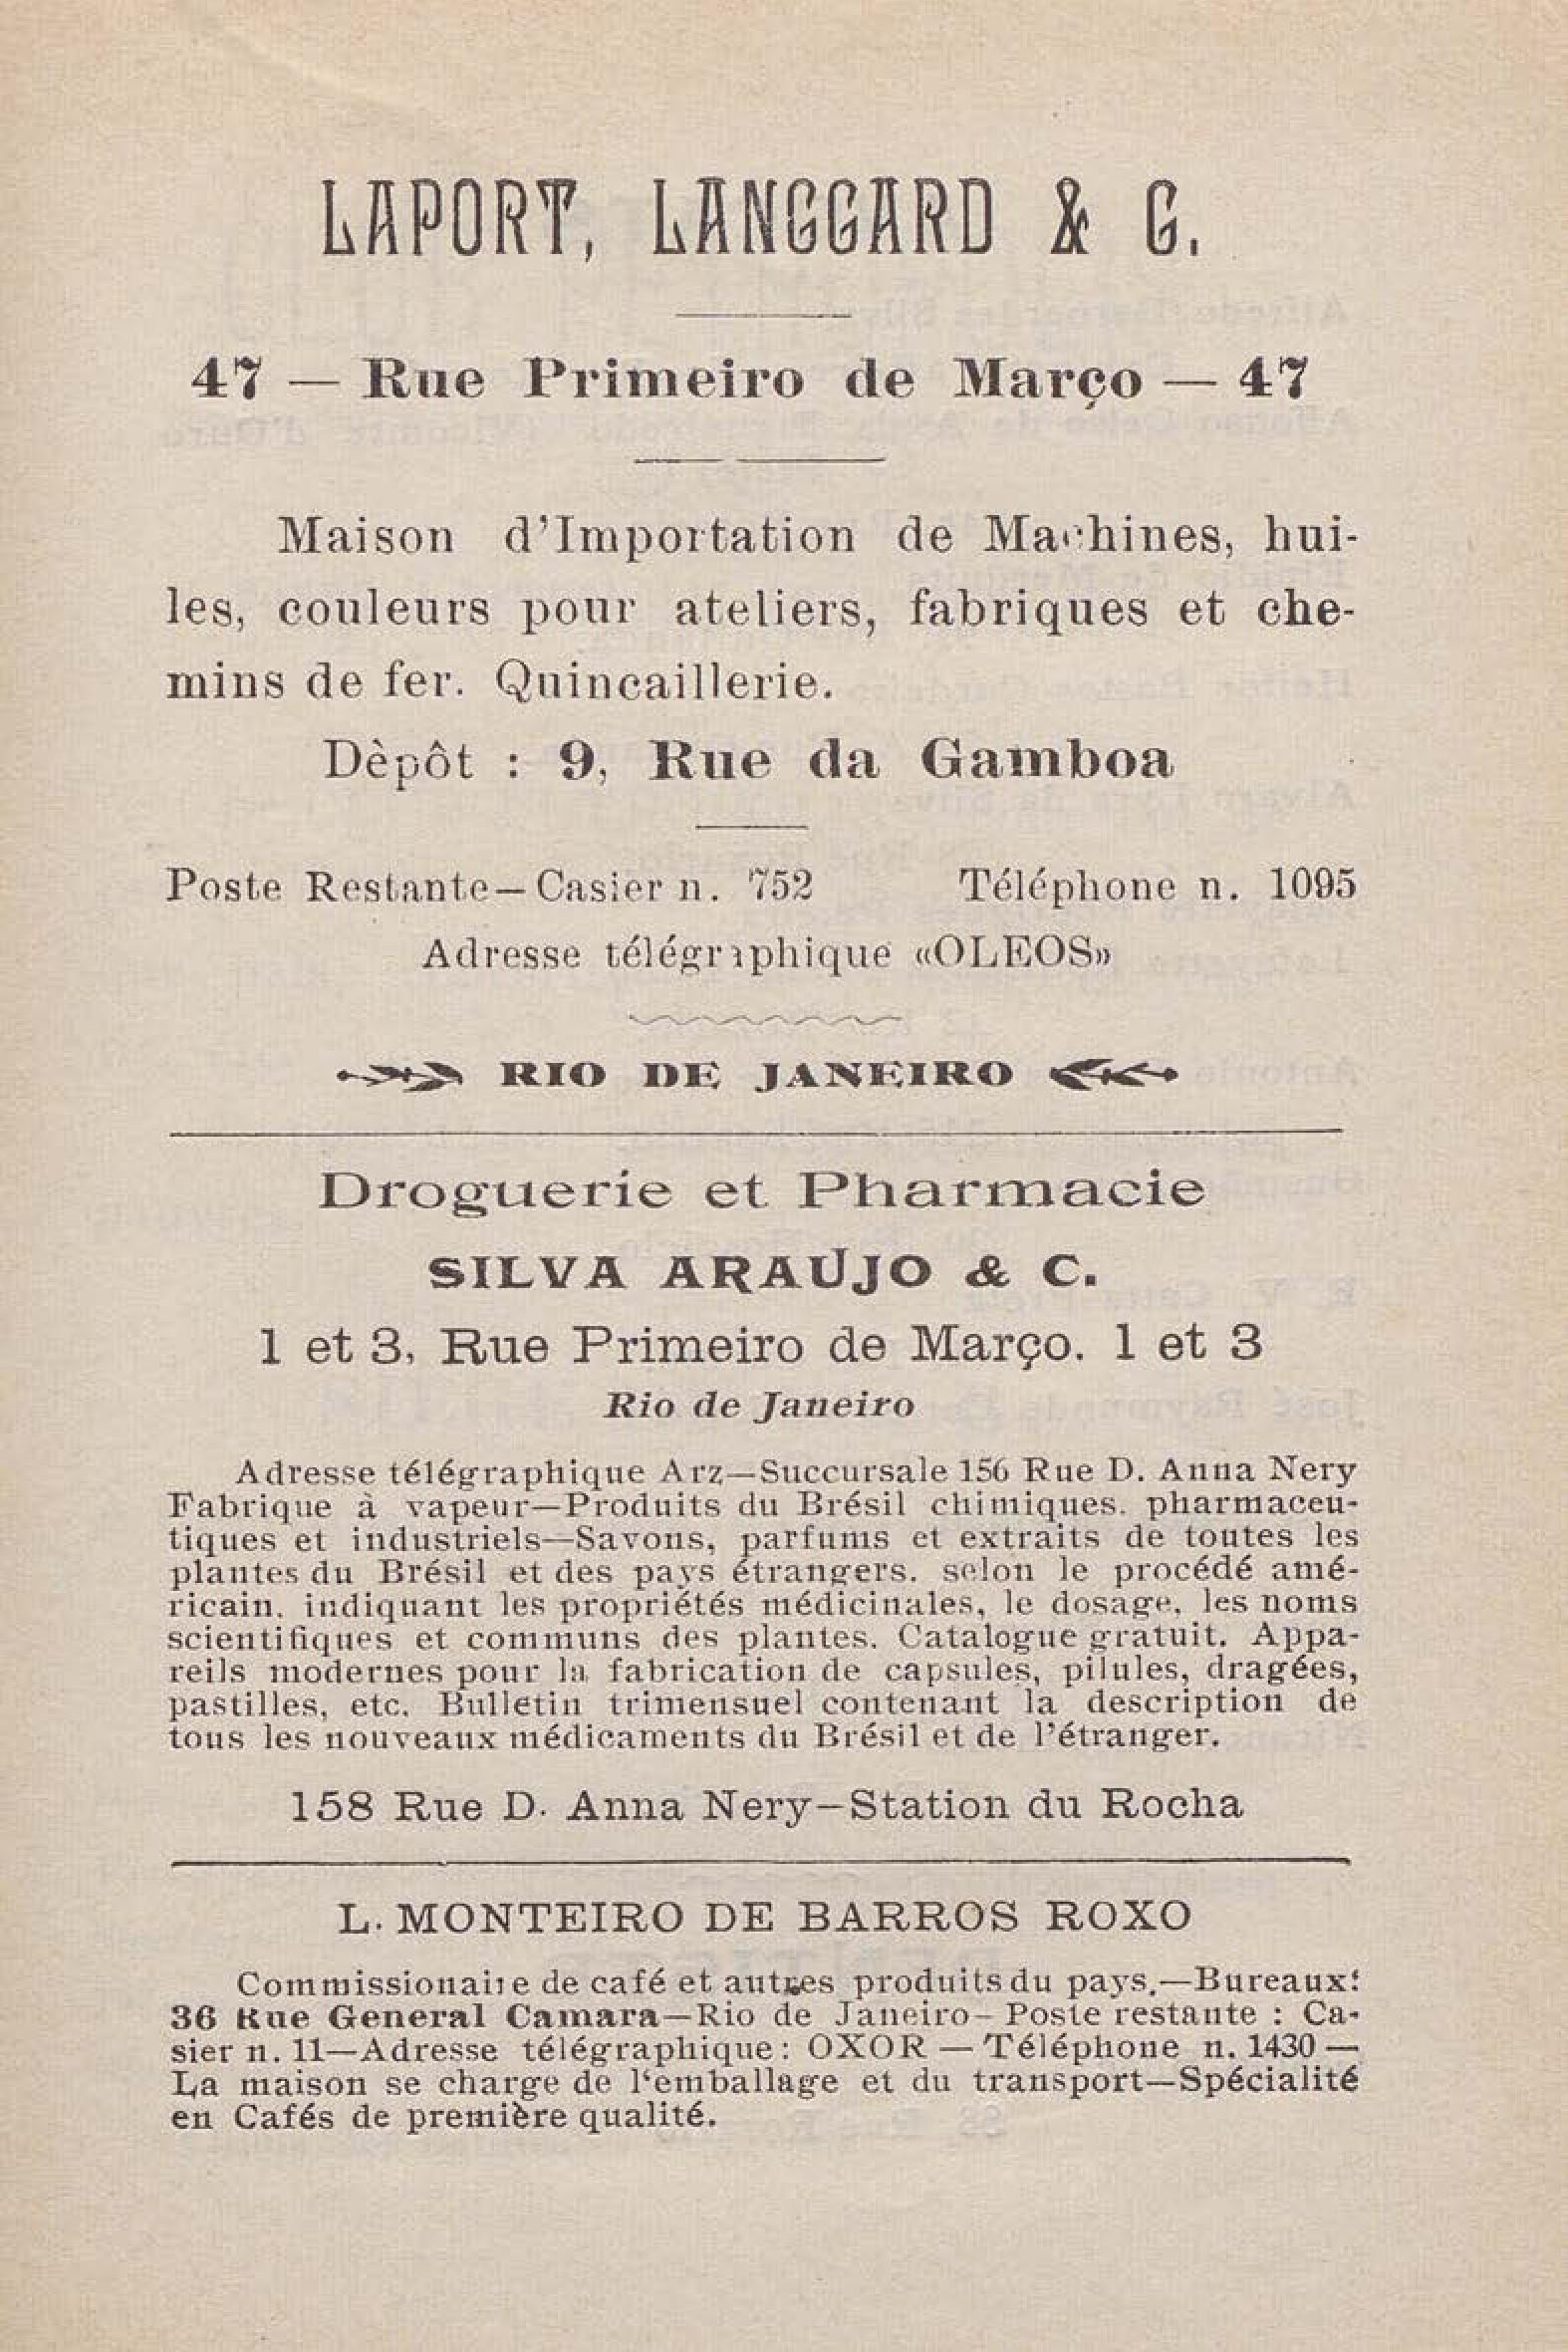 LAPORT, LANGGARD & C.
47 — Rue Primeiro de Março — 47
Maison d'Importation de Machines, hui-
les, couleurs pour ateliers, fabriques et che-
mins de fer. Quincaillerie.
Dèpôt : 9, Rue da Gamboa
Poste Restante—Casier n. 752 Téléphone n. 1095
Adresse télégraphique «OLEOS»
RIO DE JANEIRO
Droguerie et Pharmacie
SILVA ARAUJO & C.
1 et 3, Rue Primeiro de Março. 1 et 3
Rio de Janeiro
Adresse télégraphique Arz—Succursale 156 Rue D. Anna Nery
Fabrique à vapeur—Produits du Brésil chimiques. pharmaceu-
tiques et industriels—Savons, parfums et extraits de toutes les
plantes du Brésil et des pays étrangers. selon le procédé amé-
ricain. indiquant les propriétés médicinales, le dosage, les noms
scientifiques et communs des plantes. Catalogue gratuit. Appa-
reils modernes pour la fabrication de capsules, pilules, dragées,
pastilles, etc. Bulletin trimensuel contenant la description de
tous les nouveaux médicaments du Brésil et de l'étranger.
158 Rue D. Anna Nery—Station du Rocha
L. MONTEIRO DE BARROS ROXO
Commissionaire de café et autres produits du pays.—Bureaux:
36 Rue General Camara—Rio de Janeiro—Poste restante : Ca-
sier n. 11—Adresse télégraphique: OXOR — Téléphone n. 1430 —
La maison se charge de l'emballage et du transport—Spécialité
en Cafés de première qualité.